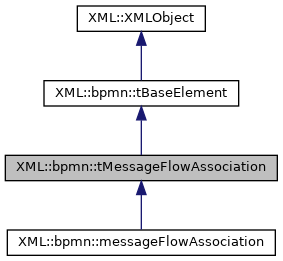 XML::XMLObject
XML::bpmn::tBaseElement
XML::bpmn::tMessageFlowAssociation
XML::bpmn::messageFlowAssociation